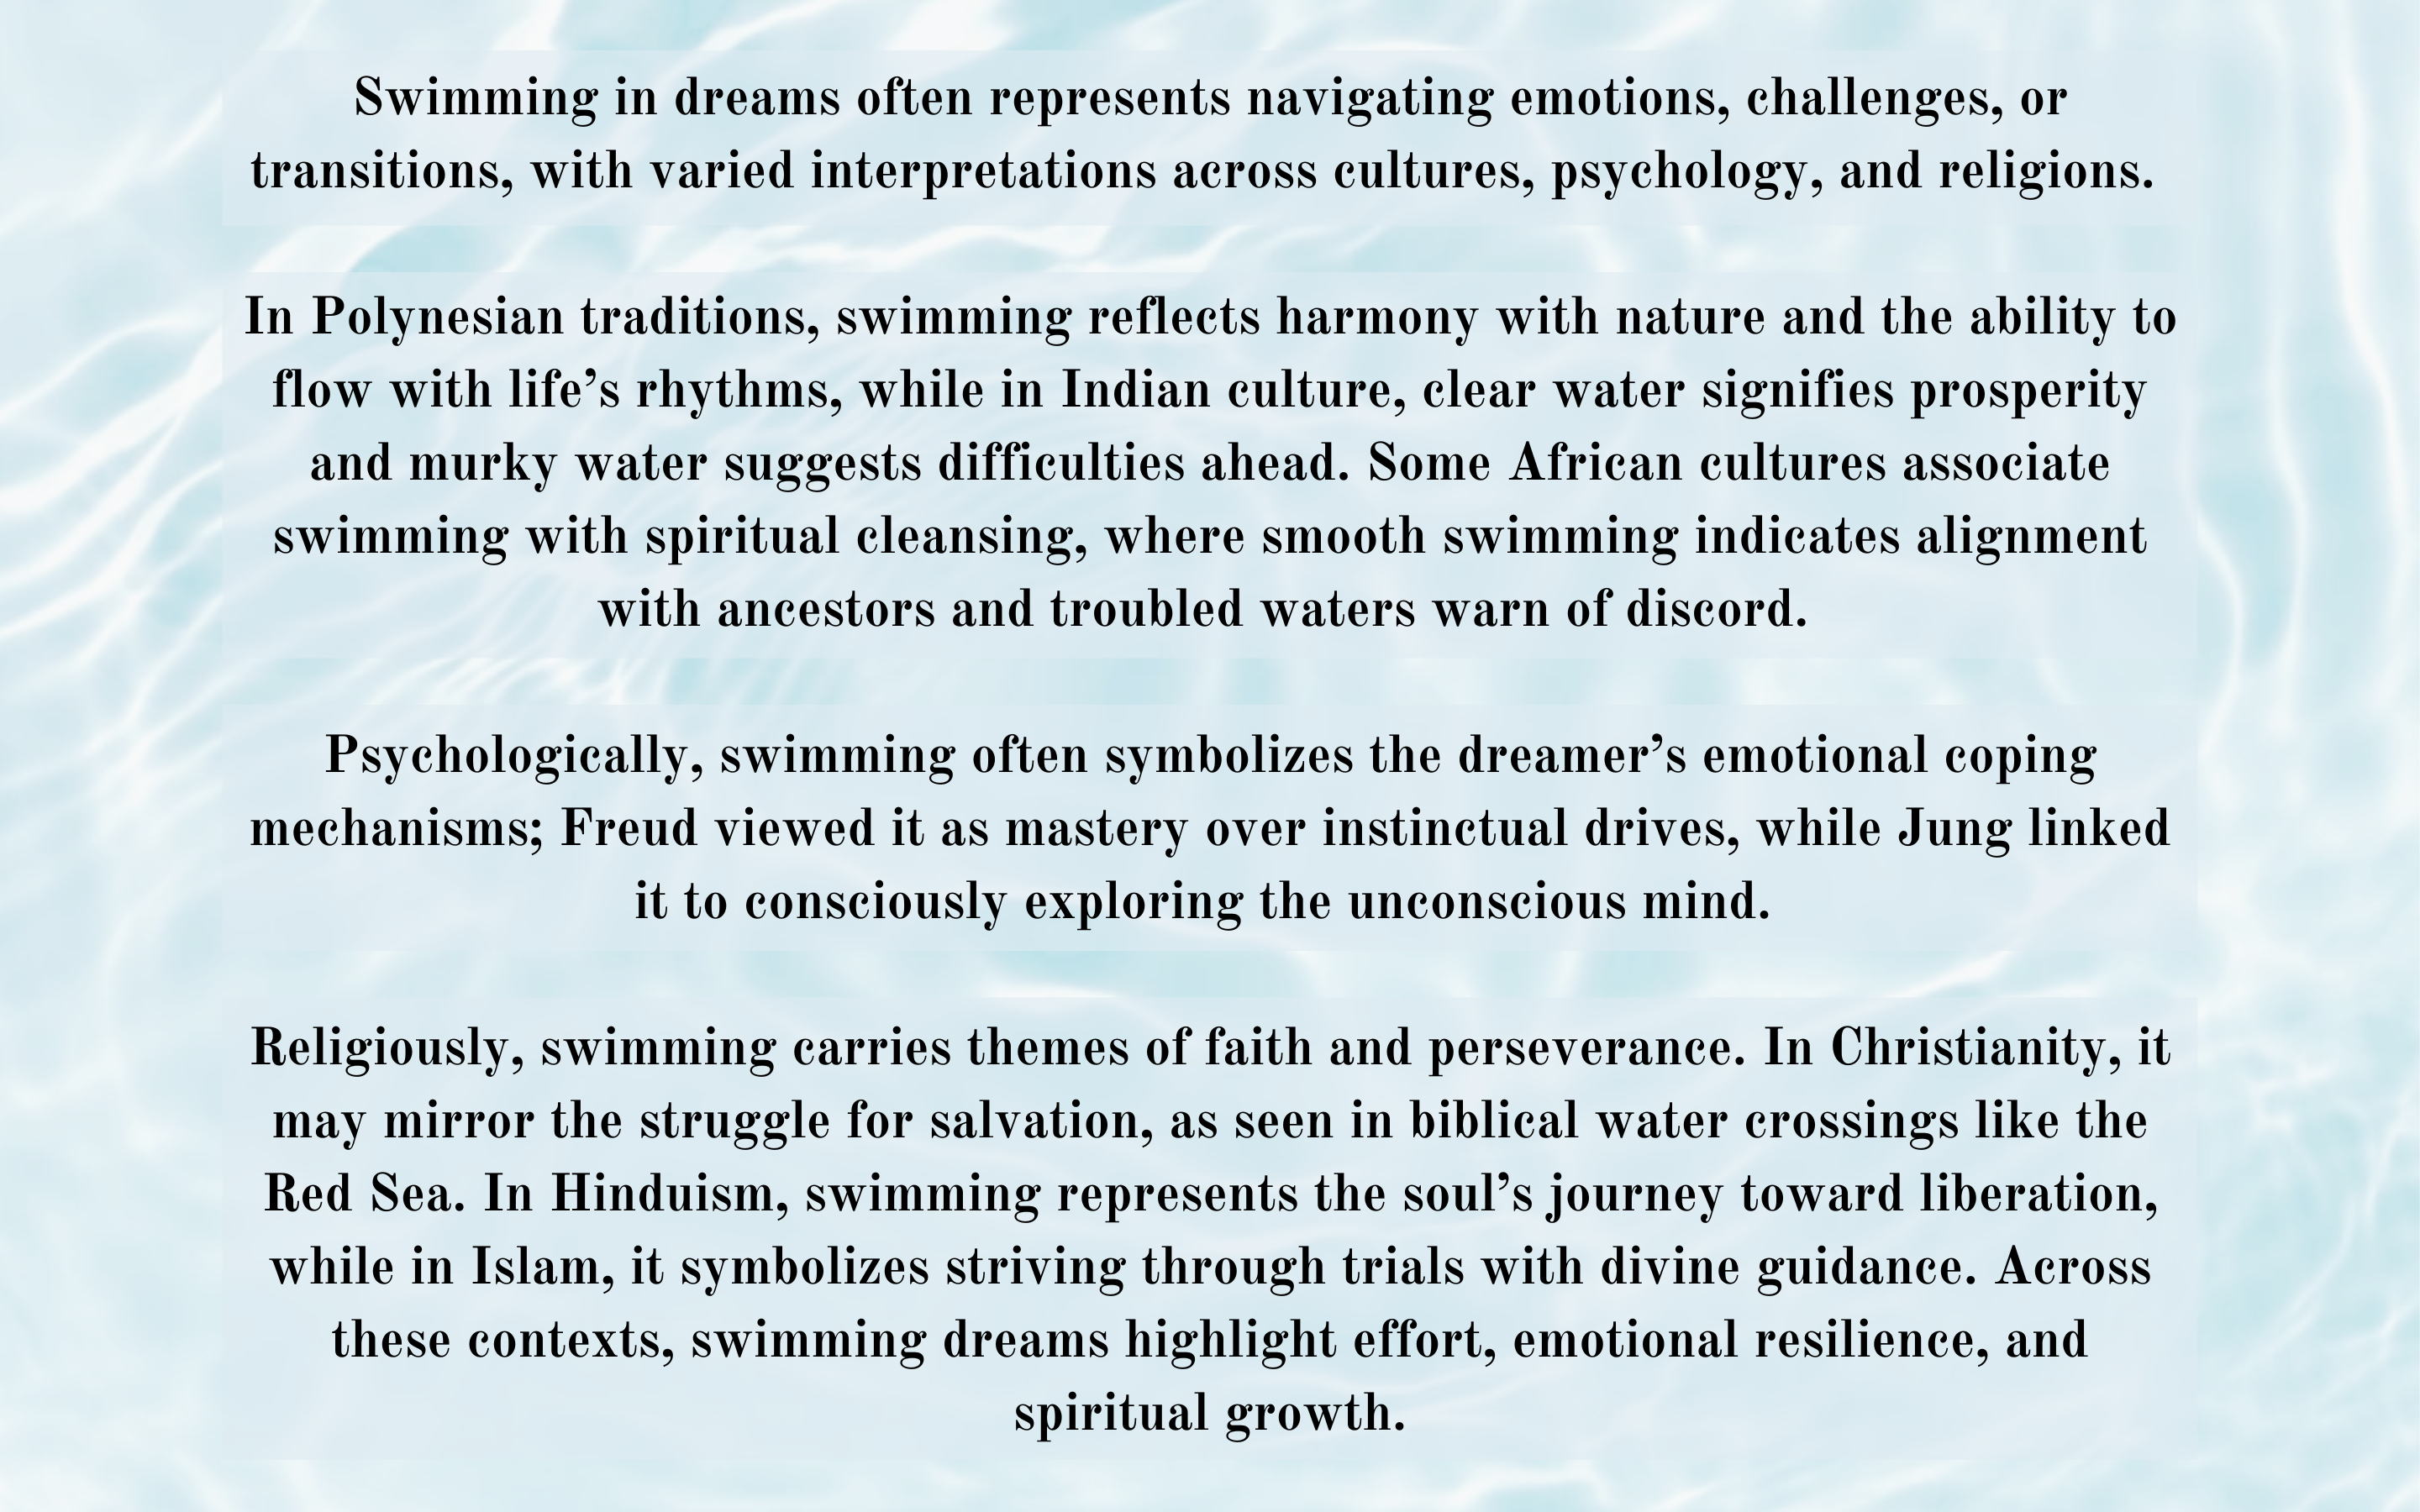 Swimming in dreams often represents navigating emotions, challenges, or
transitions, with varied interpretations across cultures, psychology, and religions.
In Polynesian traditions, swimming reflects harmony with nature and the ability to
flow with life’s rhythms, while in Indian culture, clear water signifies prosperity
and murky water suggests difficulties ahead. Some African cultures associate
swimming with spiritual cleansing, where smooth swimming indicates alignment
with ancestors and troubled waters warn of discord.
Psychologically, swimming often symbolizes the dreamer’s emotional coping
mechanisms; Freud viewed it as mastery over instinctual drives, while Jung linked
it to consciously exploring the unconscious mind.
Religiously, swimming carries themes of faith and perseverance. In Christianity, it
may mirror the struggle for salvation, as seen in biblical water crossings like the
Red Sea. In Hinduism, swimming represents the soul’s journey toward liberation,
while in Islam, it symbolizes striving through trials with divine guidance. Across
these contexts, swimming dreams highlight effort, emotional resilience, and
spiritual growth.